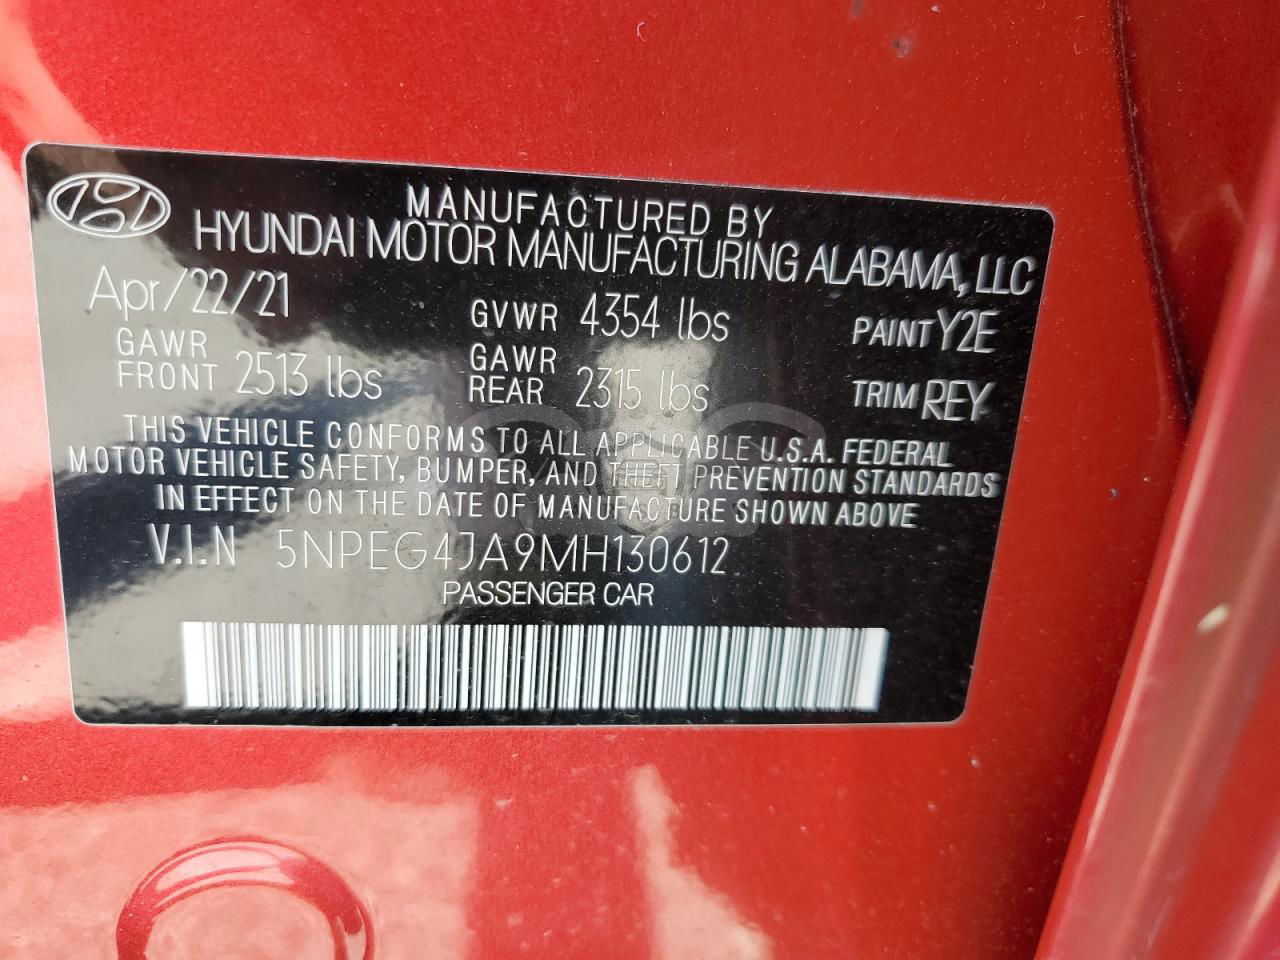 MANUFACTURED BY
HYUNDAI MOTOR MANUFACTURING ALABAMA, LLC
Apr/22/21 GVWR 4354 lbs PAINT Y2E
GAWR FRONT 2513 lbs GAWR REAR 2315 lbs TRIM REY
THIS VEHICLE CONFORMS TO ALL APPLICABLE U.S.A. FEDERAL
MOTOR VEHICLE SAFETY, BUMPER, AND THEFT PREVENTION STANDARDS
IN EFFECT ON THE DATE OF MANUFACTURE SHOWN ABOVE
V.I.N 5NPEG4JA9MH130612
PASSENGER CAR